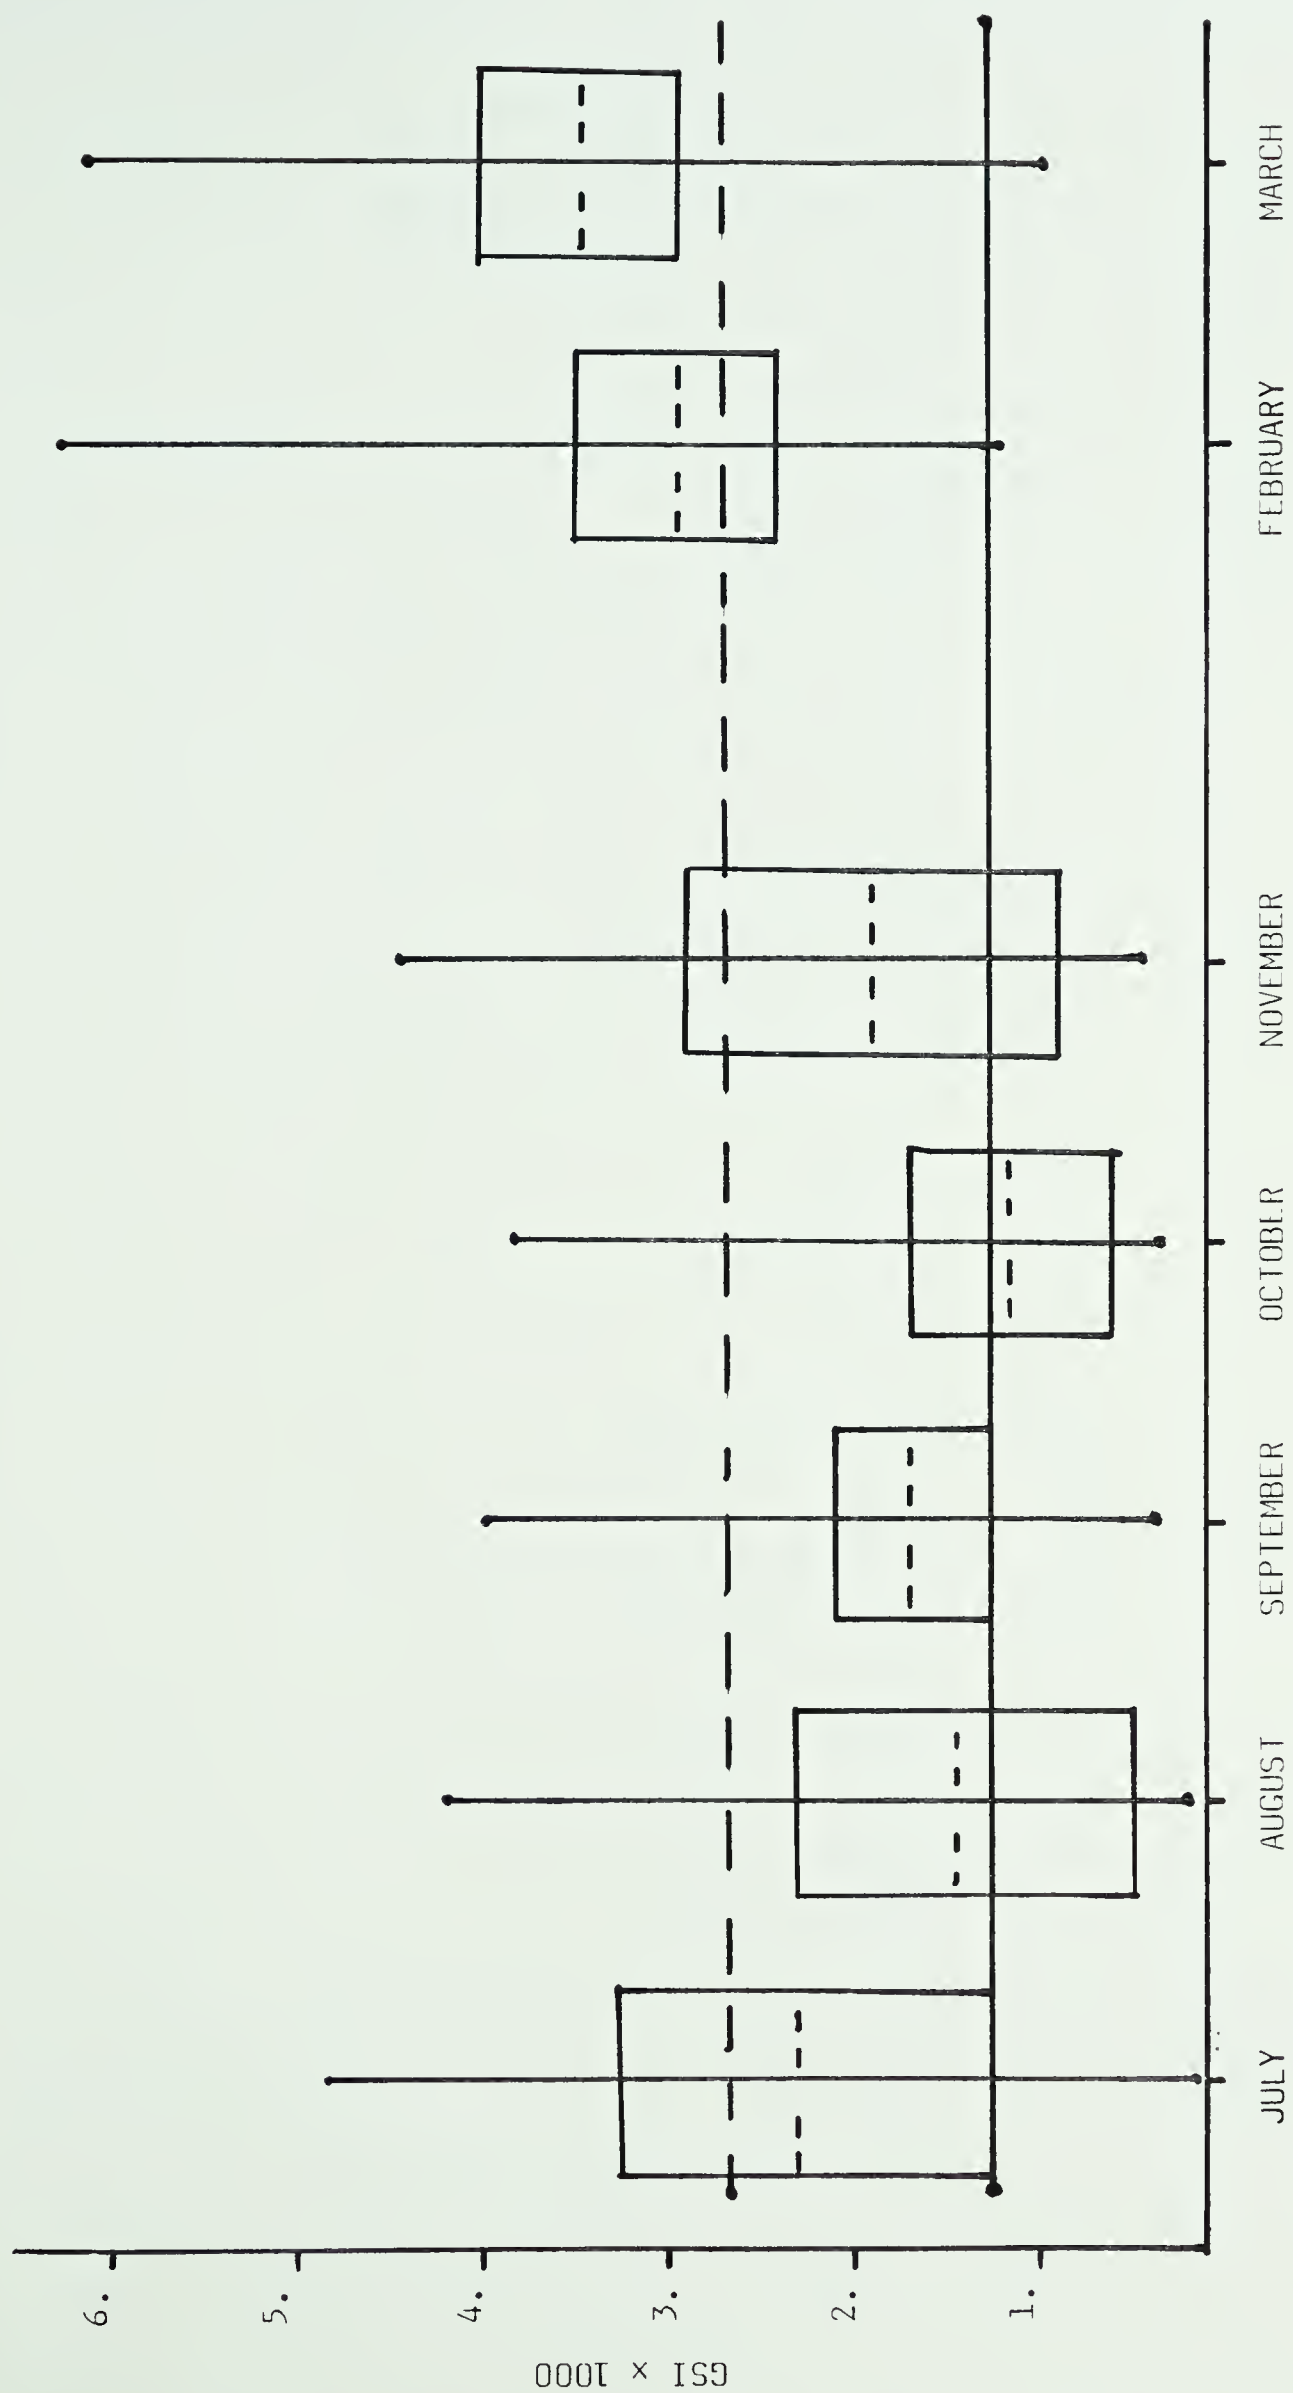 GSI x 1000
6.
5.
4.
3.
2.
1.
JULY
AUGUST
SEPTEMBER
OCTOBER
NOVEMBER
FEBRUARY
MARCH